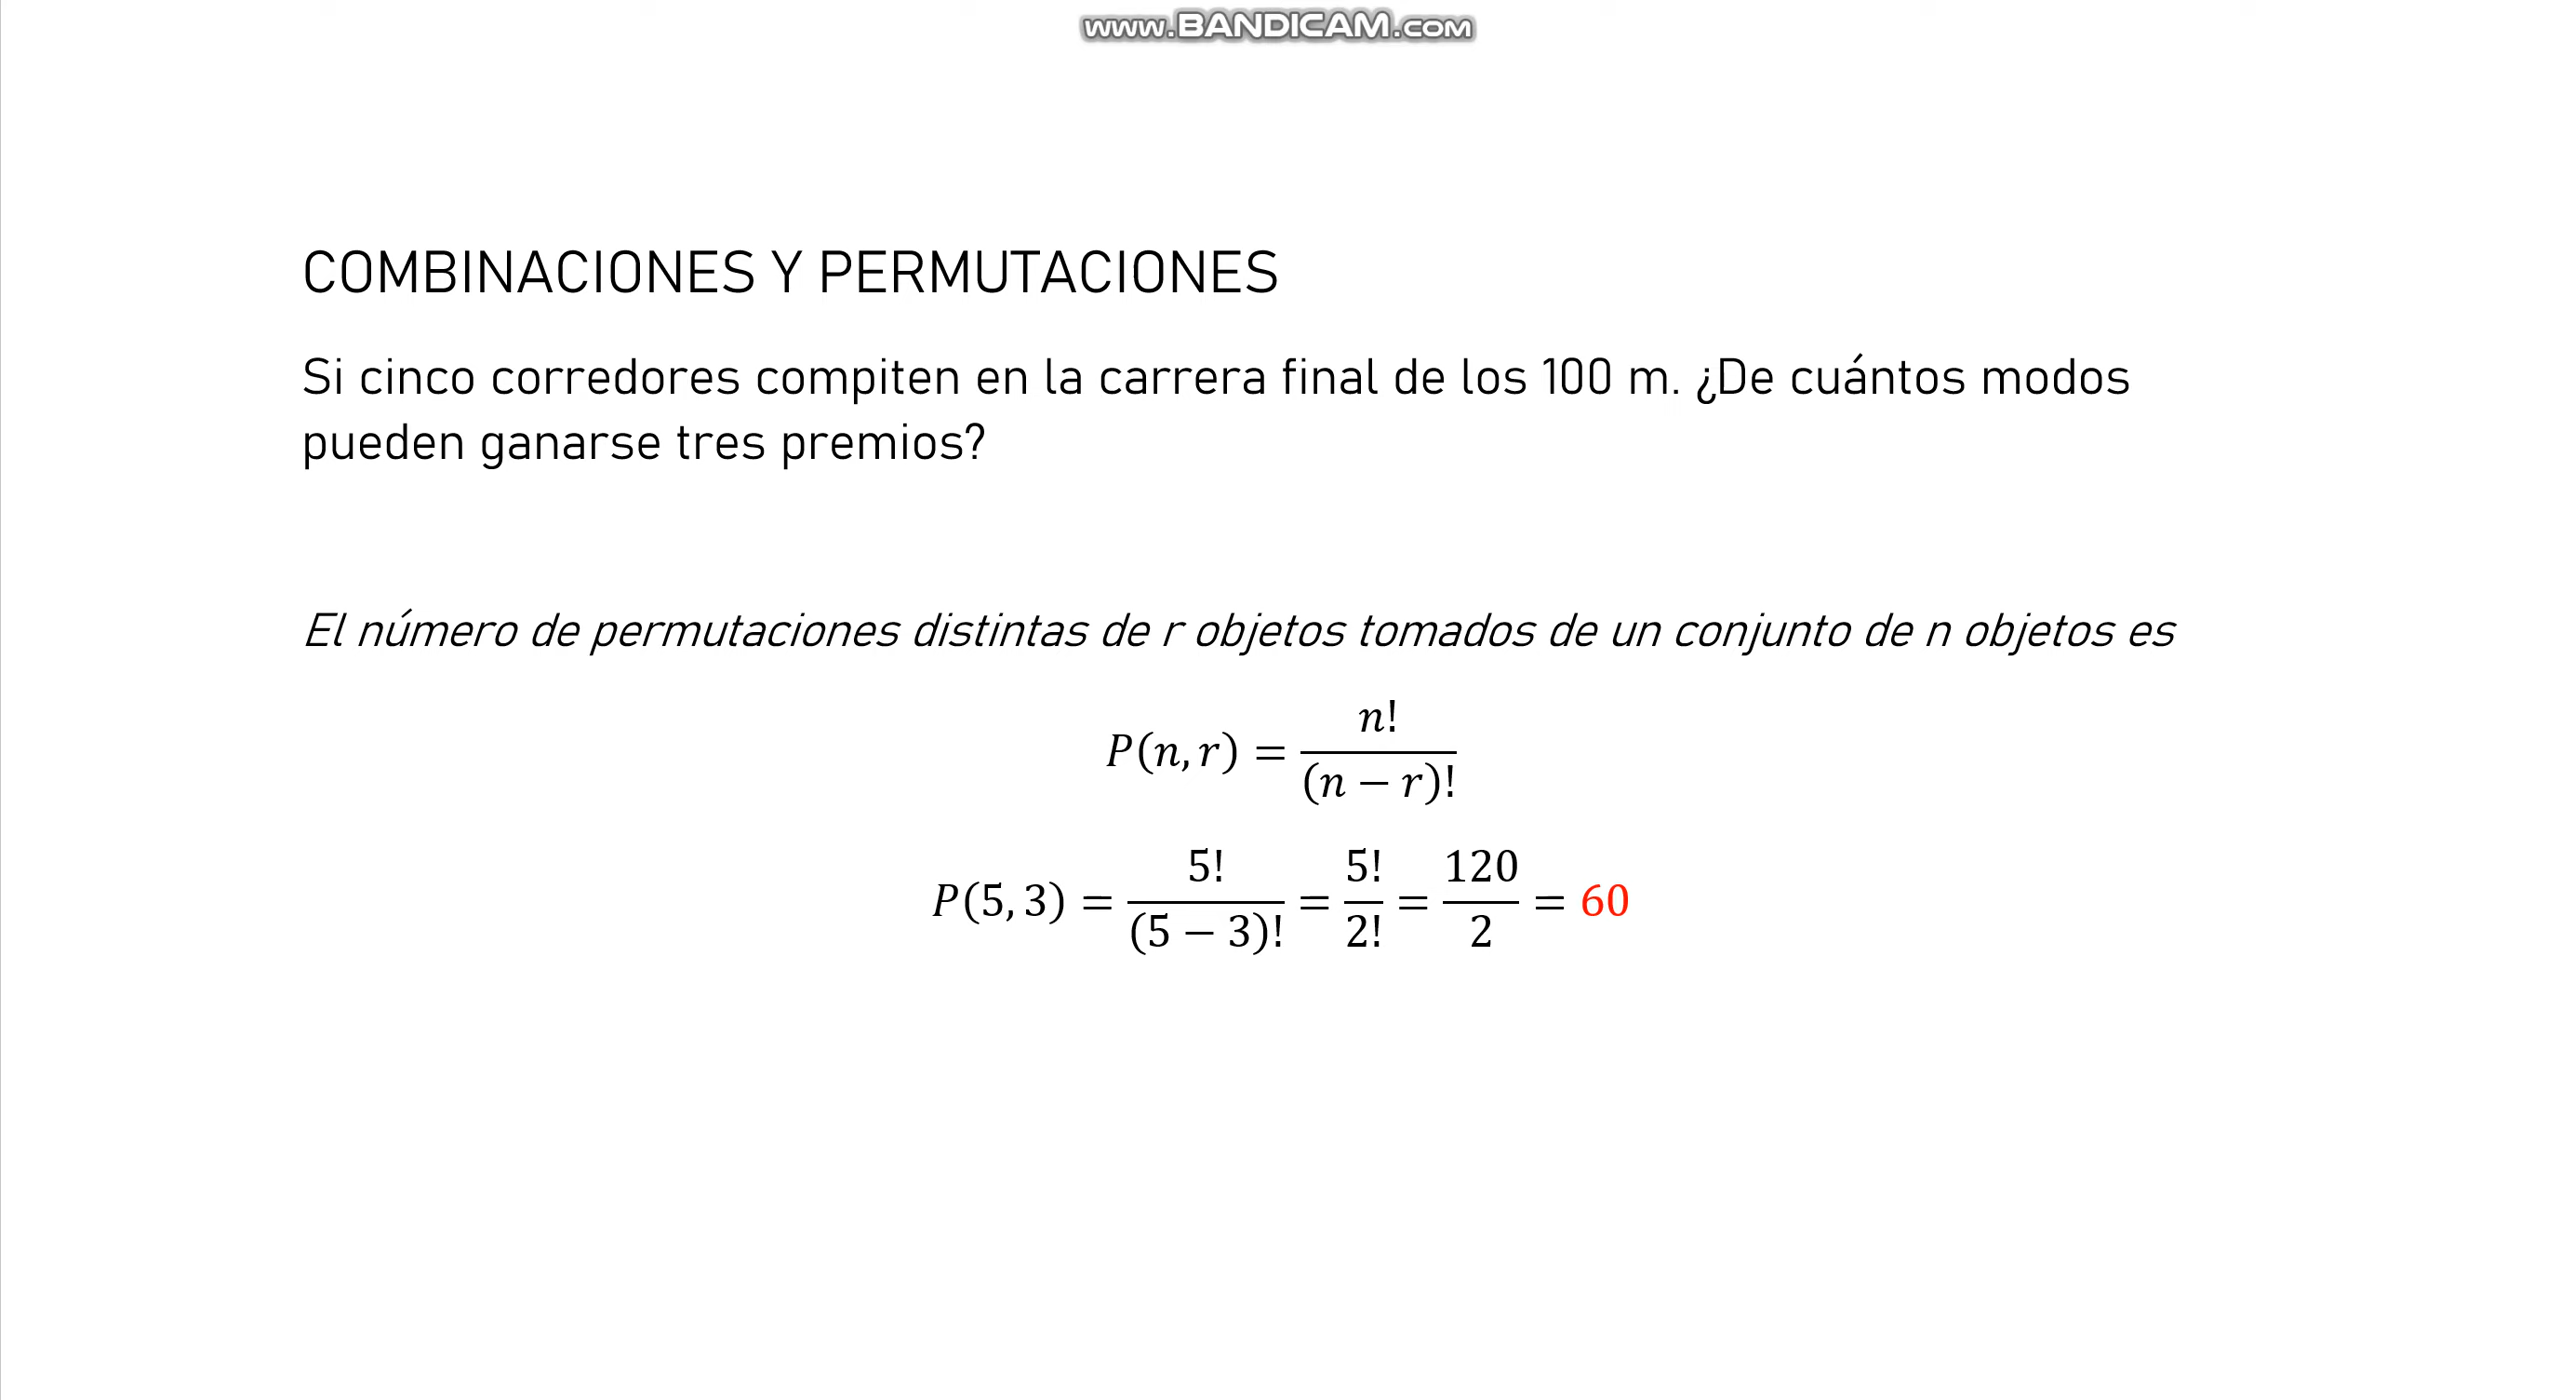 www.BANDICAM.com
COMBINACIONES Y PERMUTACIONES
Si cinco corredores compiten en la carrera final de los 100 m. ¿De cuántos modos
pueden ganarse tres premios?
El número de permutaciones distintas de r objetos tomados de un conjunto de n objetos es
P(n, r) = n! / (n − r)!
P(5, 3) = 5! / (5 − 3)! = 5! / 2! = 120 / 2 = 60